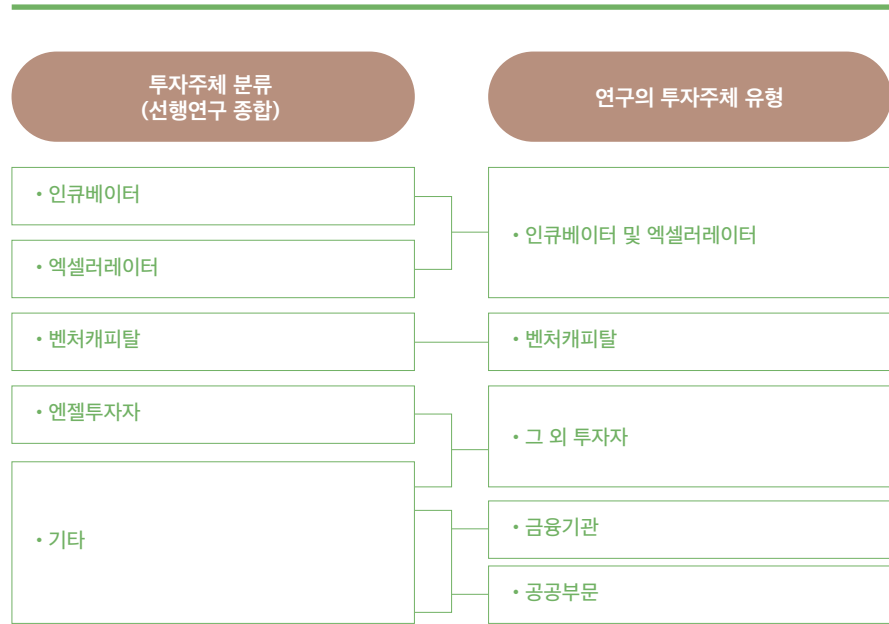 투자주체 분류
(선행연구 종합)
연구의 투자주체 유형
• 인큐베이터
• 엑셀러레이터
• 벤처캐피탈
• 엔젤투자자
• 기타
• 인큐베이터 및 엑셀러레이터
• 벤처캐피탈
• 그 외 투자자
• 금융기관
• 공공부문